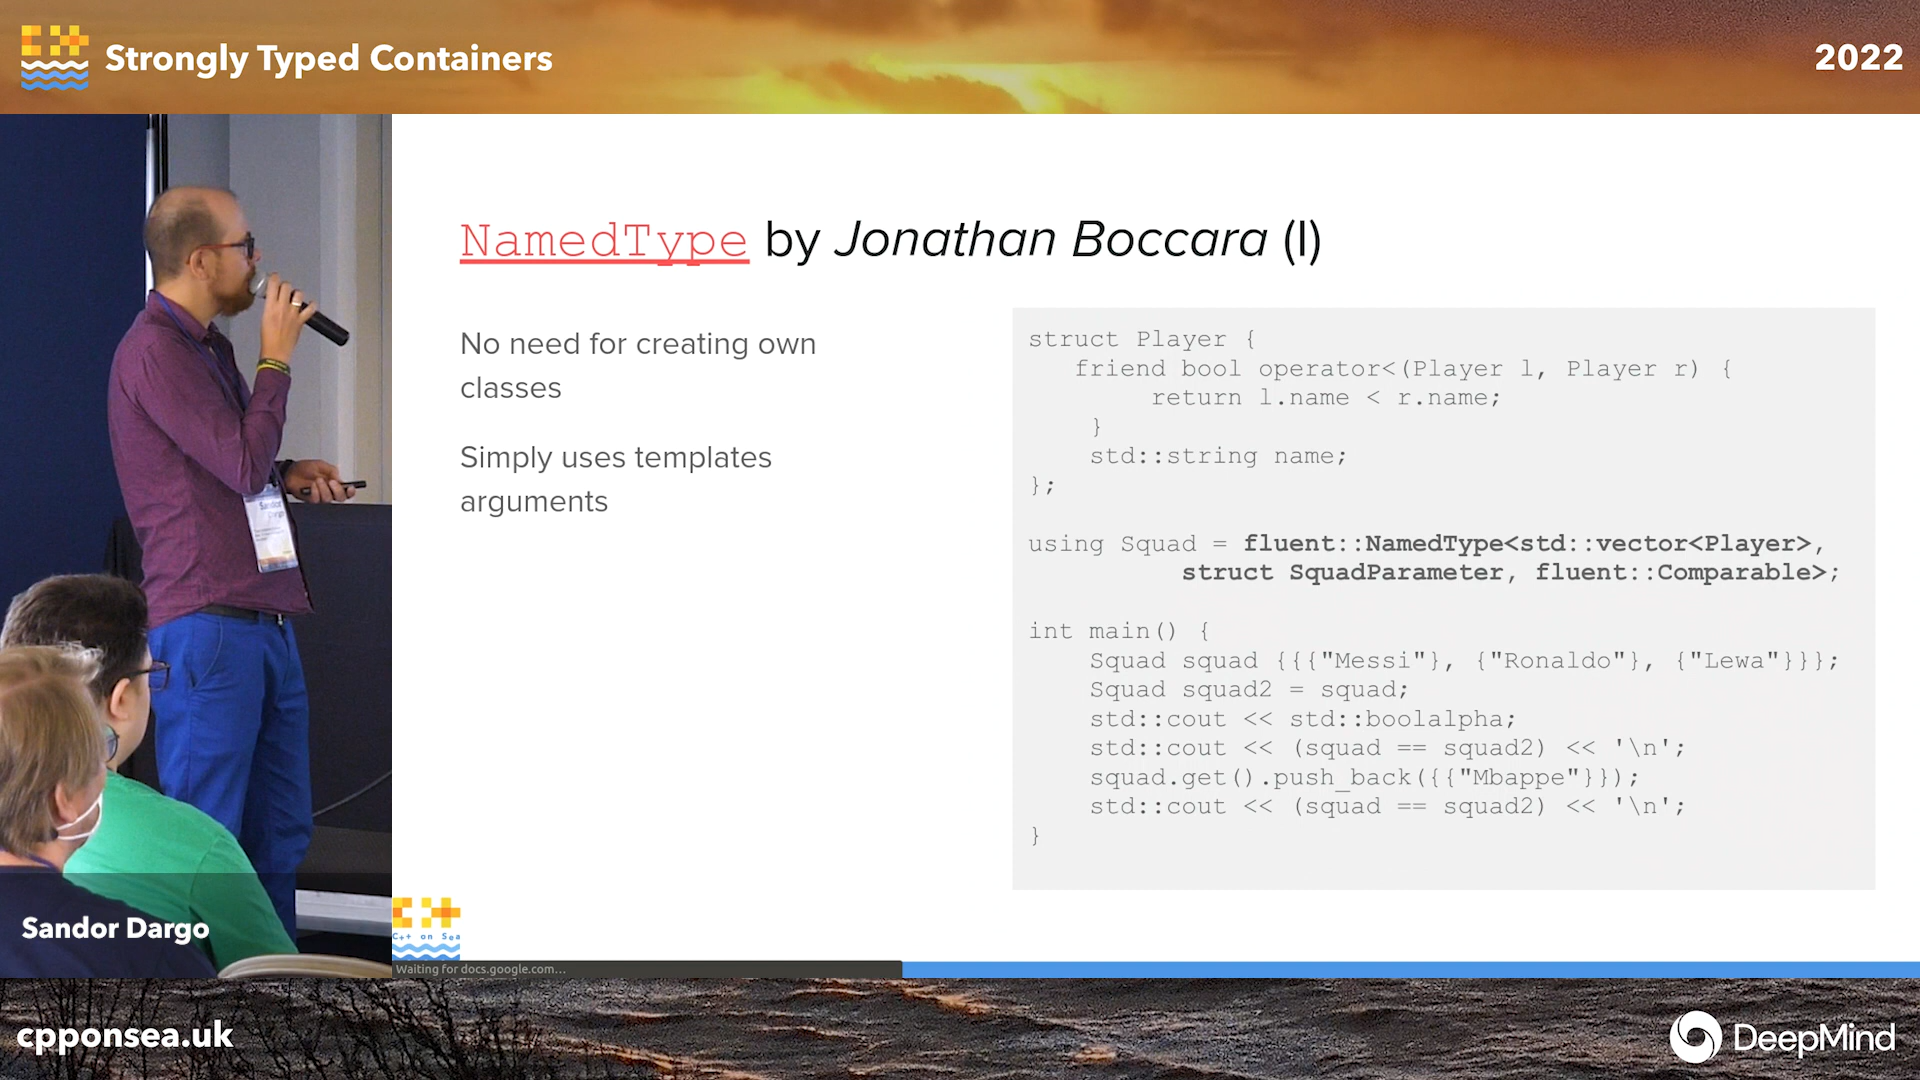 Strongly Typed Containers
2022
NamedType by Jonathan Boccara (I)
No need for creating own
classes
Simply uses templates
arguments
struct Player {
   friend bool operator<(Player l, Player r) {
        return l.name < r.name;
    }
    std::string name;
};
using Squad = fluent::NamedType<std::vector<Player>,
          struct SquadParameter, fluent::Comparable>;
int main() {
    Squad squad {{{"Messi"}, {"Ronaldo"}, {"Lewa"}}};
    Squad squad2 = squad;
    std::cout << std::boolalpha;
    std::cout << (squad == squad2) << '\n';
    squad.get().push_back({{"Mbappe"}});
    std::cout << (squad == squad2) << '\n';
}
Sandor
Dargo
Sandor Dargo
C++ on Sea
Waiting for docs.google.com...
cpponsea.uk
DeepMind